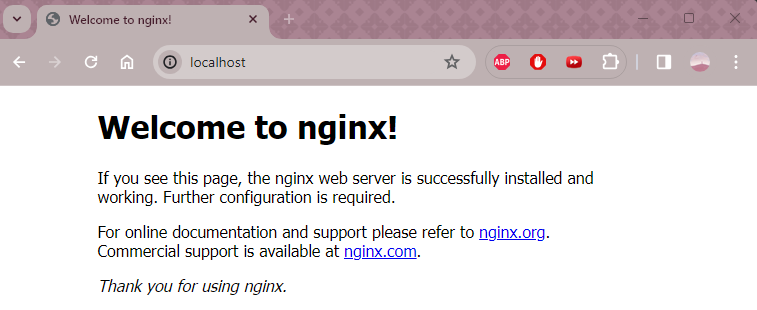 Welcome to nginx!
localhost
ABP
Welcome to nginx!
If you see this page, the nginx web server is successfully installed and
working. Further configuration is required.
For online documentation and support please refer to nginx.org.
Commercial support is available at nginx.com.
Thank you for using nginx.